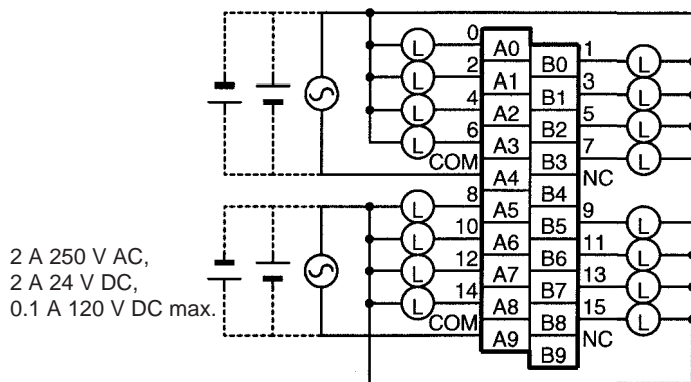 0
L A0 1
2 B0 L
L A1 3
4 B1 L
L A2 5
6 B2 L
L A3 7
COM B3 L
A4 NC
8 B4
L A5 9
10 B5 L
L A6 11
12 B6 L
L A7 13
14 B7 L
L A8 15
COM B8 L
A9 NC
B9
2 A 250 V AC,
2 A 24 V DC,
0.1 A 120 V DC max.